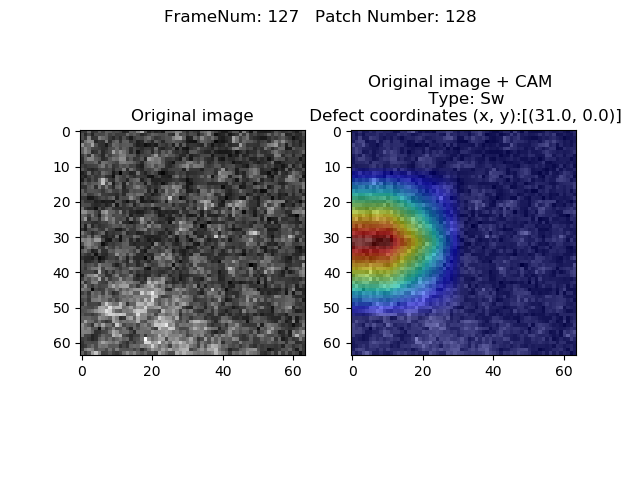 FrameNum: 127   Patch Number: 128
Original image
0
10
20
30
40
50
60
0 20 40 60
Original image + CAM
Type: Sw
Defect coordinates (x, y):[(31.0, 0.0)]
0
10
20
30
40
50
60
0 20 40 60